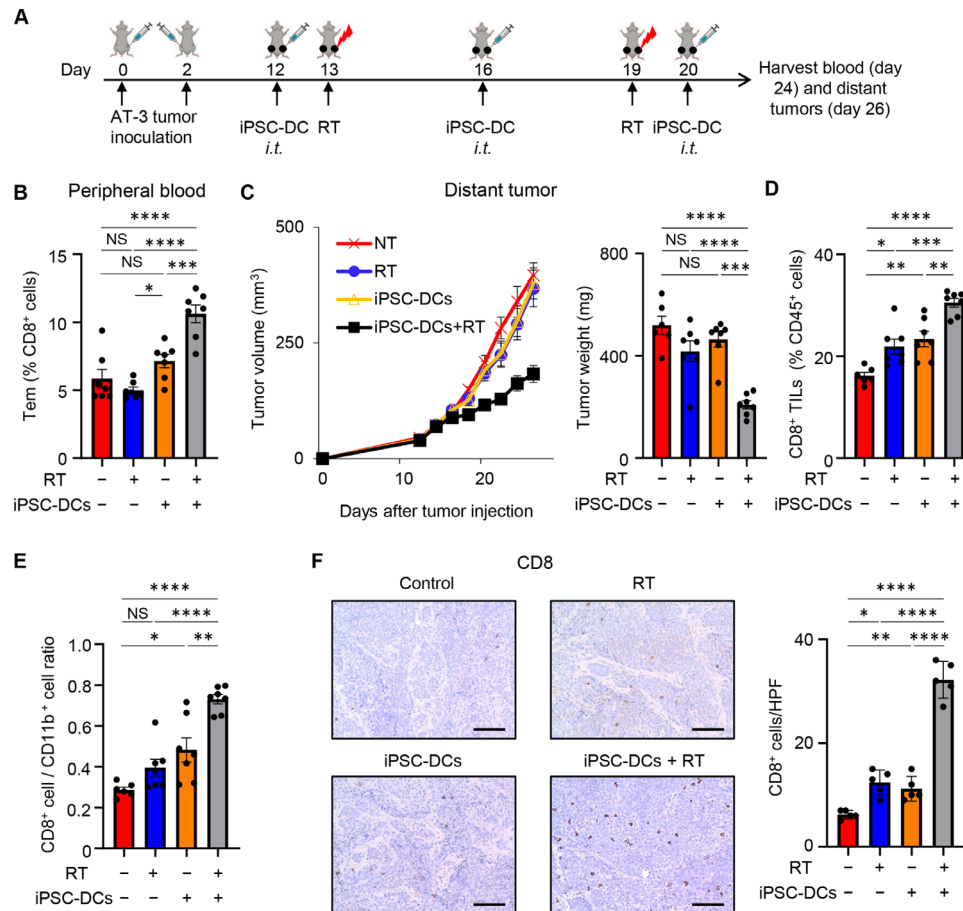 A
Day
0
2
12
13
16
19
20
AT-3 tumor
inoculation
iPSC-DC
i.t.
RT
iPSC-DC
i.t.
RT
iPSC-DC
i.t.
Harvest blood (day
24) and distant
tumors (day 26)
B
Peripheral blood
Tem (% CD8⁺ cells)
15
10
5
0
****
NS
****
NS
***
*
RT − + − +
iPSC-DCs − − + +
C
Distant tumor
Tumor volume (mm³)
500
250
0
0
10
20
Days after tumor injection
NT
RT
iPSC-DCs
iPSC-DCs+RT
Tumor weight (mg)
800
400
0
****
NS
****
NS
***
RT − + − +
iPSC-DCs − − + +
D
CD8⁺ TILs (% CD45⁺ cells)
40
20
0
****
*
***
**
**
− + − +
− − + +
E
CD8⁺ cell / CD11b⁺ cell ratio
1.0
0.8
0.6
0.4
0.2
0.0
****
NS
****
*
**
RT − + − +
iPSC-DCs − − + +
F
CD8
Control
RT
iPSC-DCs
iPSC-DCs + RT
CD8⁺ cells/HPF
40
20
0
****
*
****
**
****
RT − + − +
iPSC-DCs − − + +